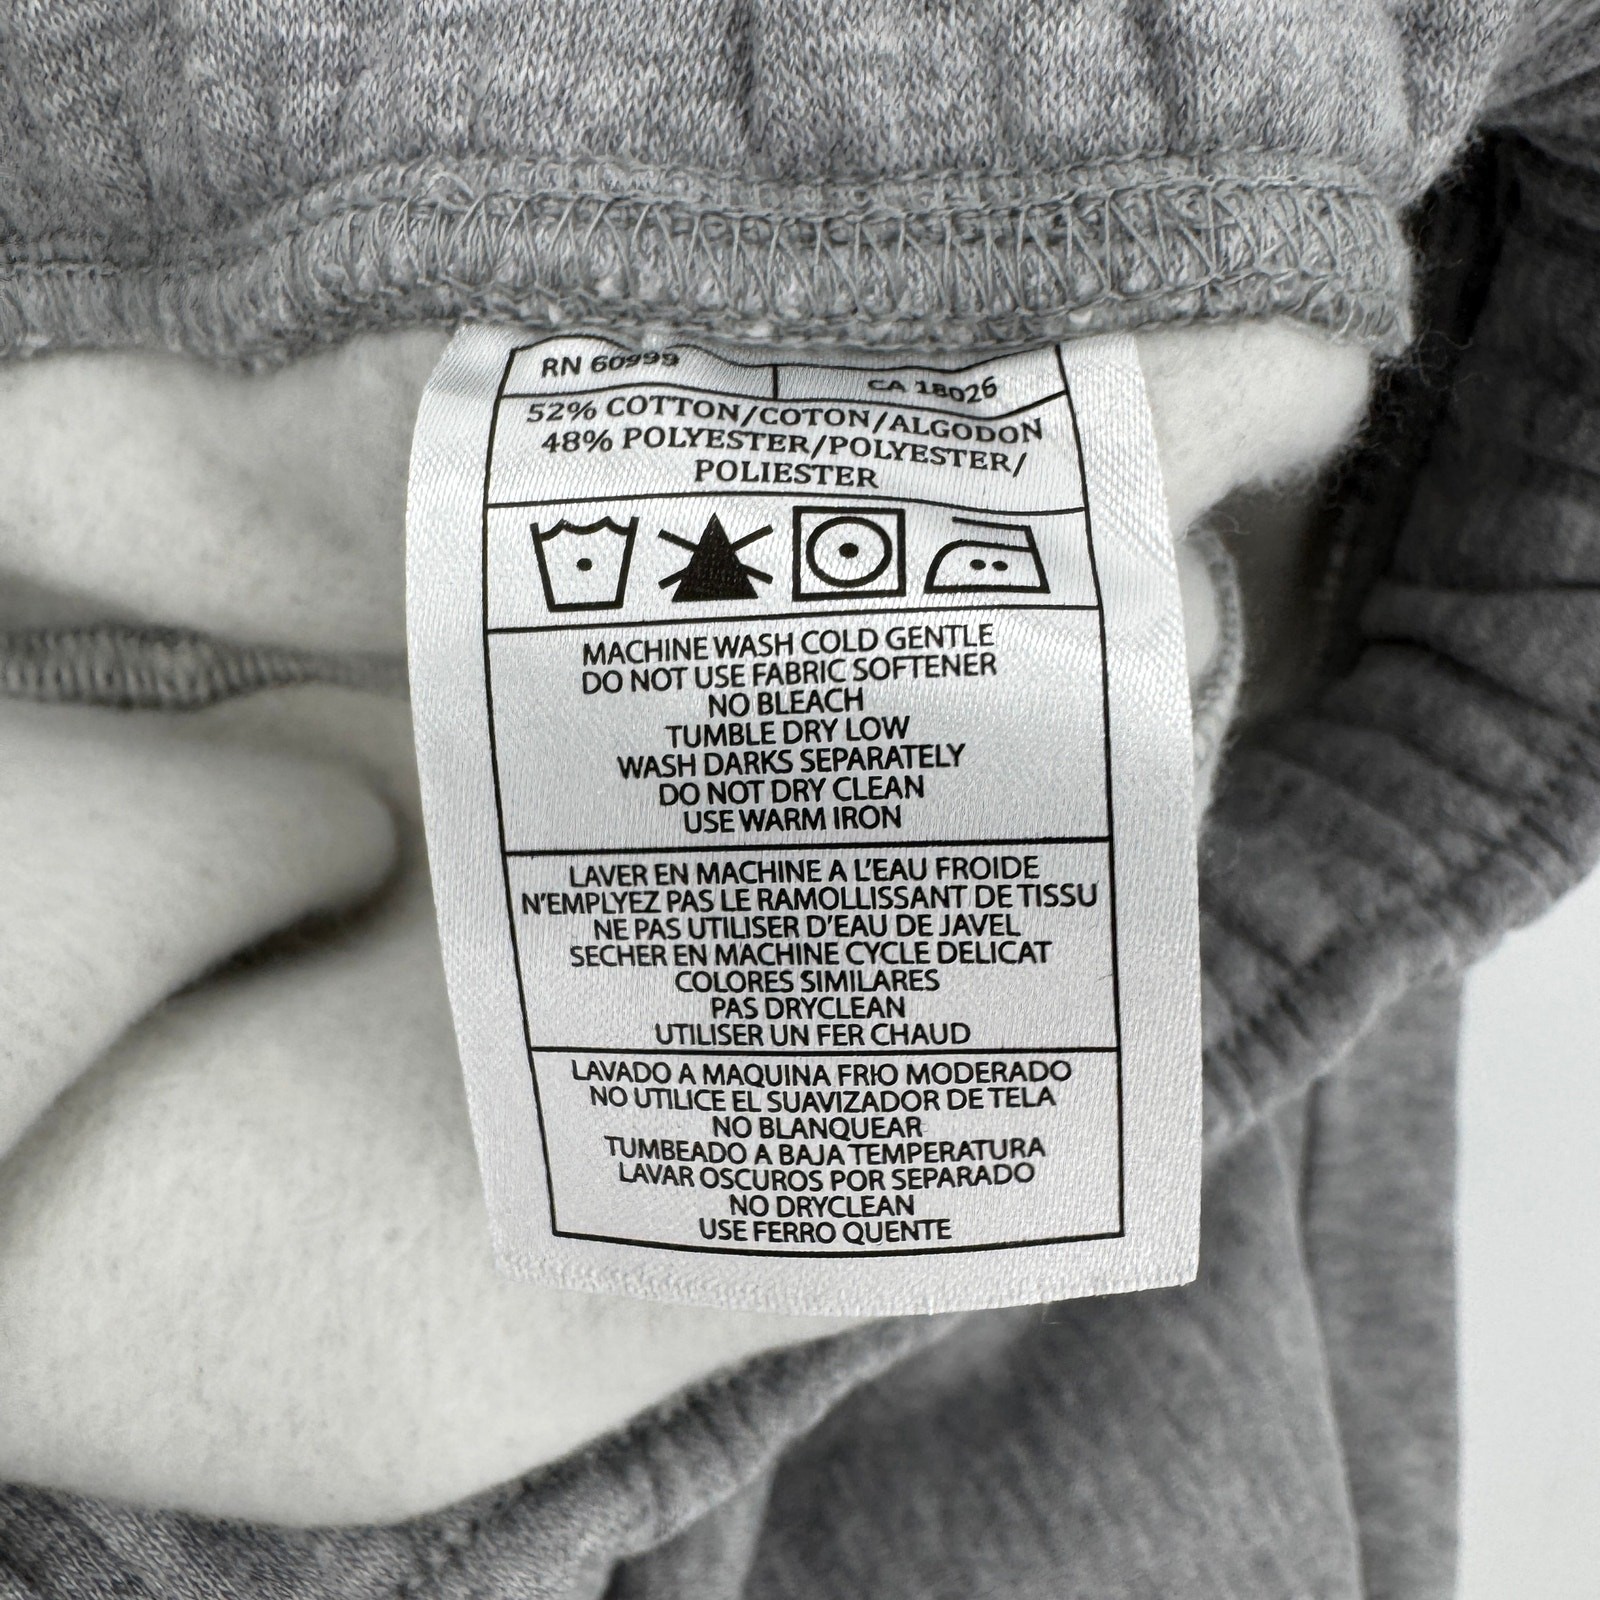 RN 60999
CA 18026
52% COTTON/COTON/ALGODON
48% POLYESTER/POLYESTER/
POLIESTER
MACHINE WASH COLD GENTLE
DO NOT USE FABRIC SOFTENER
NO BLEACH
TUMBLE DRY LOW
WASH DARKS SEPARATELY
DO NOT DRY CLEAN
USE WARM IRON
LAVER EN MACHINE A L'EAU FROIDE
N'EMPLYEZ PAS LE RAMOLLISSANT DE TISSU
NE PAS UTILISER D'EAU DE JAVEL
SECHER EN MACHINE CYCLE DELICAT
COLORES SIMILARES
PAS DRYCLEAN
UTILISER UN FER CHAUD
LAVADO A MAQUINA FRIO MODERADO
NO UTILICE EL SUAVIZADOR DE TELA
NO BLANQUEAR
TUMBEADO A BAJA TEMPERATURA
LAVAR OSCUROS POR SEPARADO
NO DRYCLEAN
USE FERRO QUENTE